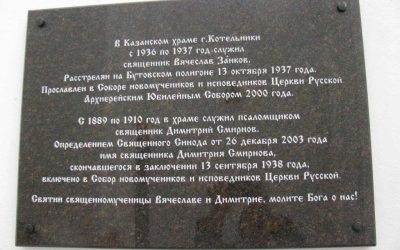 В Казанском храме г.Котельники
с 1936 по 1937 год служил
священник Вячеслав Занков.
Расстрелян на Бутовском полигоне 13 октября 1937 года.
Прославлен в Соборе новомучеников и исповедников Церкви Русской
Архиерейским Юбилейным Собором 2000 года.
С 1889 по 1910 год в храме служил псаломщиком
священник Димитрий Смирнов.
Определением Священного Синода от 26 декабря 2003 года
имя священника Димитрия Смирнова,
скончавшегося в заключении 13 сентября 1938 года,
включено в Собор новомучеников и исповедников Церкви Русской.
Святии священномученицы Вячеславе и Димитрие, молите Бога о нас!